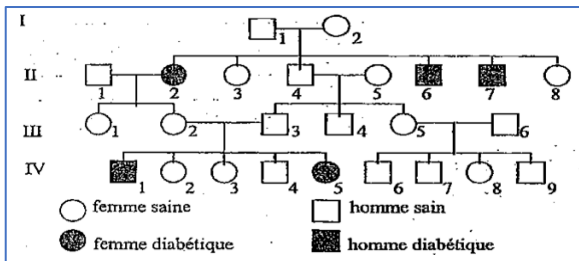 I
1 2
II
1 2 3 4 5 6 7 8
III
1 2 3 4 5 6
IV
1 2 3 4 5 6 7 8 9
femme saine homme sain
femme diabétique homme diabétique